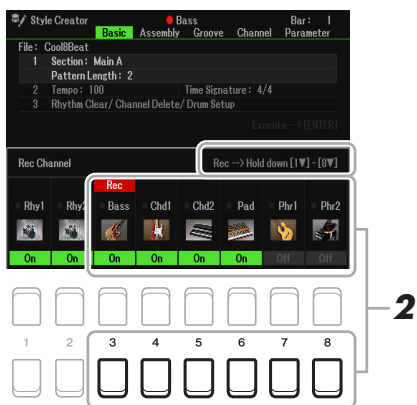 Style Creator Bass Bar : 1
Basic Assembly Groove Channel Parameter
File : Cool8Beat
1 Section : Main A
Pattern Length : 2
2 Tempo : 100 Time Signature : 4/4
3 Rhythm Clear/ Channel Delete/ Drum Setup
Execute --> [ENTER]
Rec Channel Rec --> Hold down [1▼] - [8▼]
Rec
Rhy1 Rhy2 Bass Chd1 Chd2 Pad Phr1 Phr2
On On On On On On Off Off
2
1 2 3 4 5 6 7 8